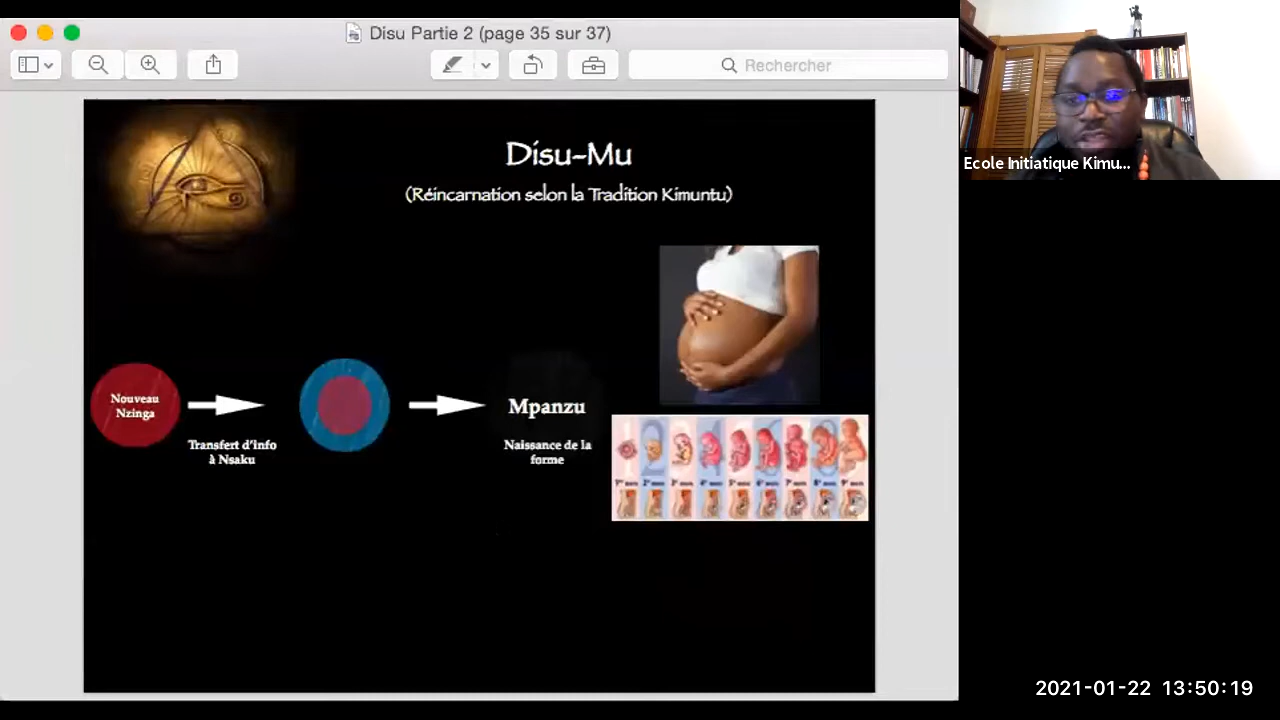 Disu Partie 2 (page 35 sur 37)
Rechercher
Ecole Initiatique Kimu...
Disu-Mu
(Réincarnation selon la Tradition Kimuntu)
Nouveau
Nzinga
Transfert d'info
à Nsaku
Mpanzu
Naissance de la
forme
2021-01-22 13:50:19